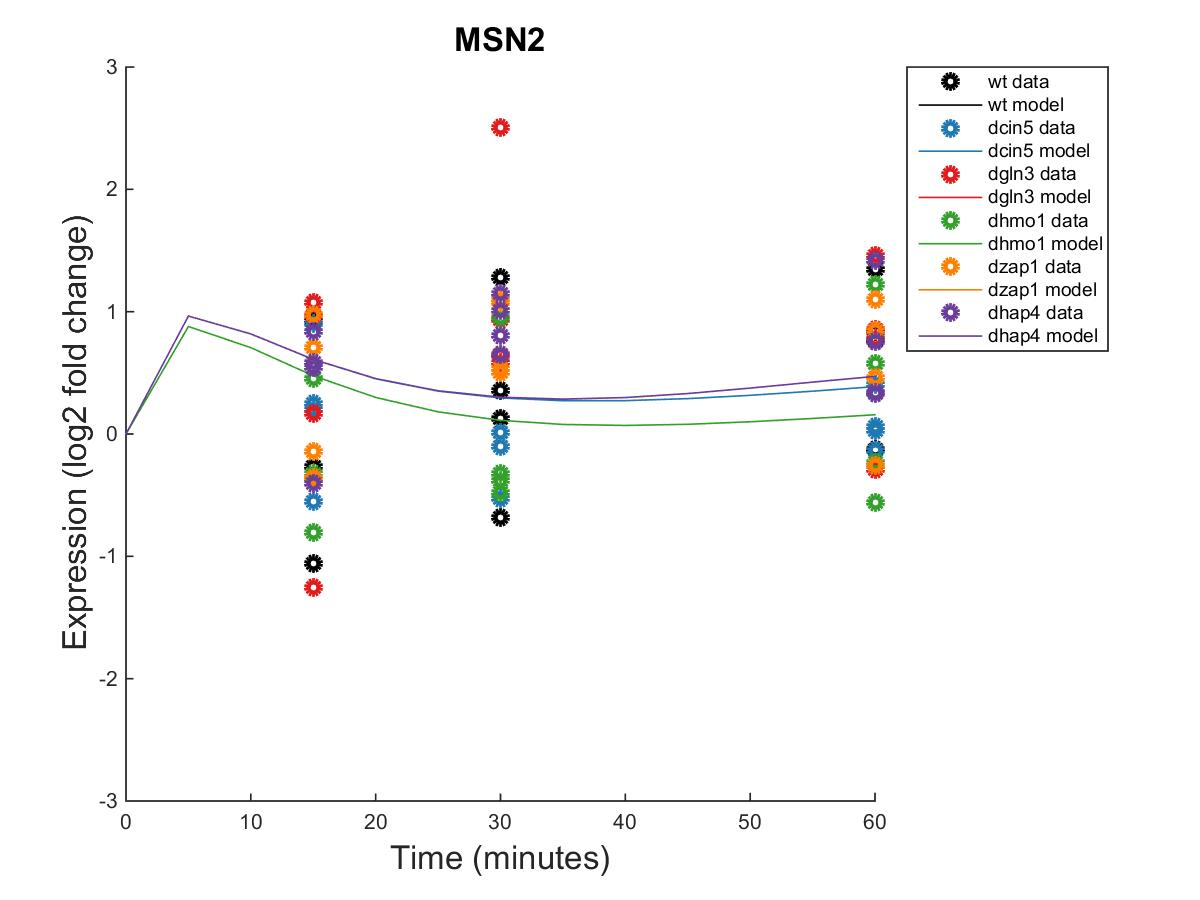 MSN2
3
2
1
0
-1
-2
-3
Expression (log2 fold change)
0 10 20 30 40 50 60
Time (minutes)
wt data
wt model
dcin5 data
dcin5 model
dgln3 data
dgln3 model
dhmo1 data
dhmo1 model
dzap1 data
dzap1 model
dhap4 data
dhap4 model